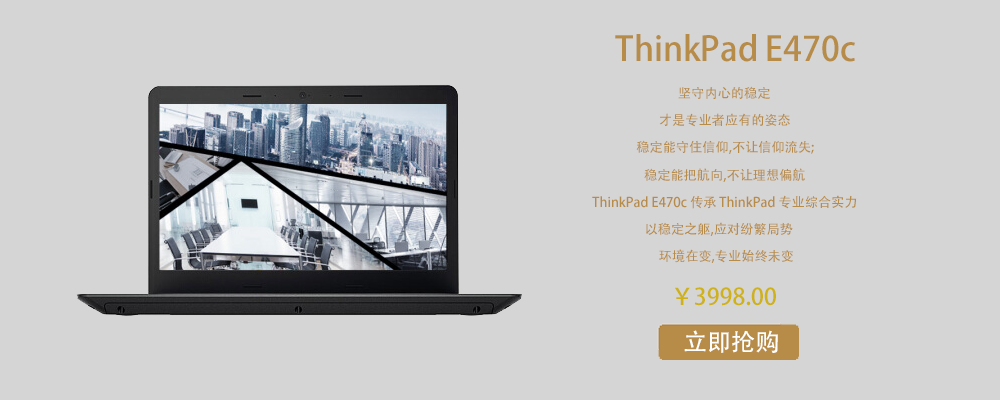 ThinkPad E470c
坚守内心的稳定
才是专业者应有的姿态
稳定能守住信仰,不让信仰流失;
稳定能把航向,不让理想偏航
ThinkPad E470c 传承 ThinkPad 专业综合实力
以稳定之躯,应对纷繁局势
环境在变,专业始终未变
￥3998.00
立即抢购